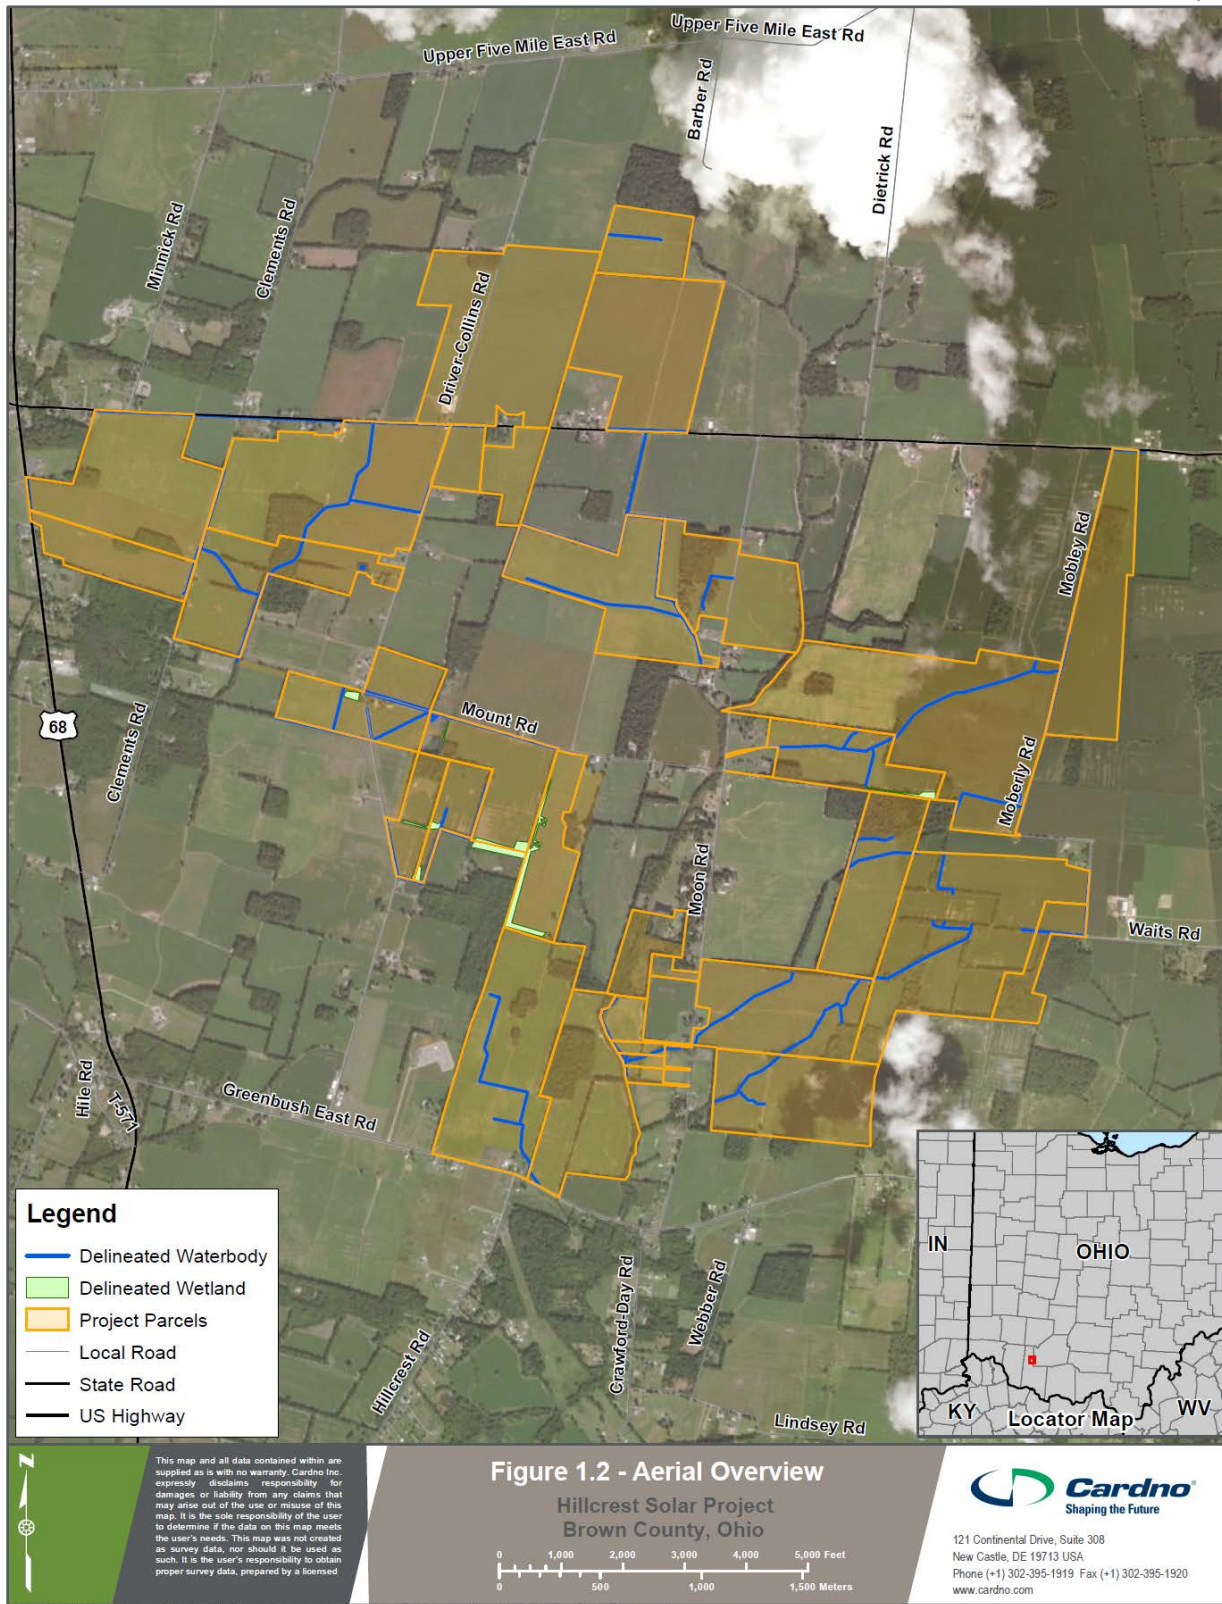 Upper Five Mile East Rd
Upper Five Mile East Rd
Barber Rd
Dietrick Rd
Minnick Rd
Clements Rd
Driver-Collins Rd
Mobley Rd
68
Clements Rd
Mount Rd
Moberly Rd
Moon Rd
Waits Rd
Hile Rd
T-571
Greenbush East Rd
Hillcrest Rd
Crawford-Day Rd
Webber Rd
Lindsey Rd
Legend
Delineated Waterbody
Delineated Wetland
Project Parcels
Local Road
State Road
US Highway
IN
OHIO
KY
Locator Map
WV
N
This map and all data contained within are
supplied as is with no warranty. Cardno Inc.
expressly disclaims responsibility for
damages or liability from any claims that
may arise out of the use or misuse of this
map. It is the sole responsibility of the user
to determine if the data on this map meets
the user's needs. This map was not created
as survey data, nor should it be used as
such. It is the user's responsibility to obtain
proper survey data, prepared by a licensed
Figure 1.2 - Aerial Overview
Hillcrest Solar Project
Brown County, Ohio
0 1,000 2,000 3,000 4,000 5,000 Feet
0 500 1,000 1,500 Meters
Cardno®
Shaping the Future
121 Continental Drive, Suite 308
New Castle, DE 19713 USA
Phone (+1) 302-395-1919 Fax (+1) 302-395-1920
www.cardno.com